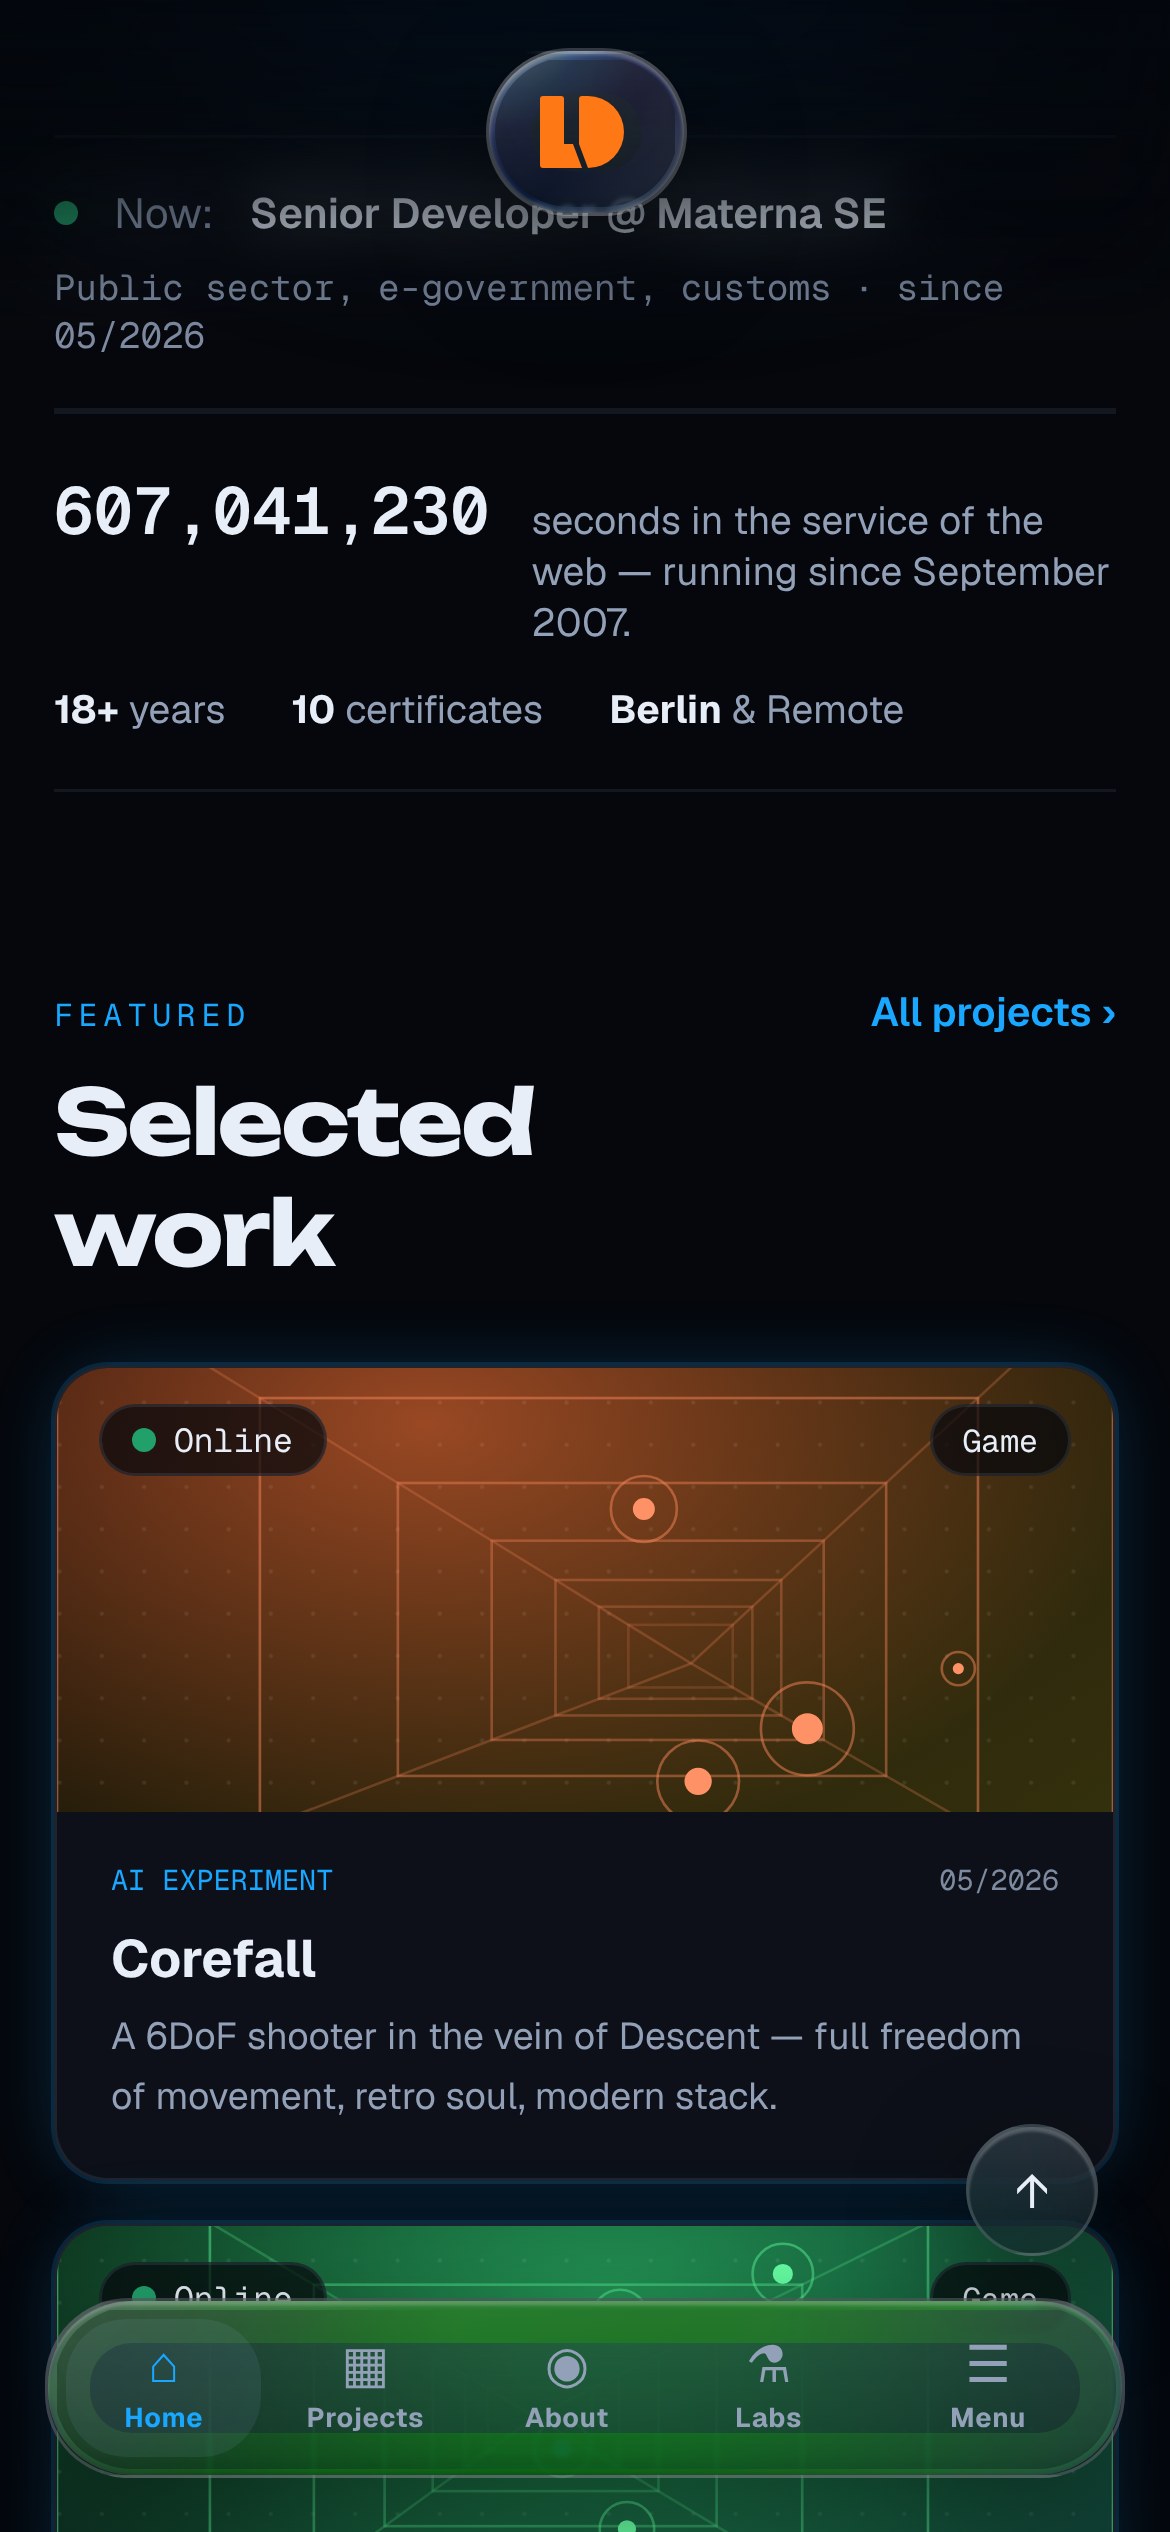 LD
Now: Senior Developer @ Materna SE
Public sector, e-government, customs · since
05/2026
607,041,230
seconds in the service of the
web — running since September
2007.
18+ years 10 certificates Berlin & Remote
FEATURED
All projects ›
Selected
work
Online
Game
AI EXPERIMENT
05/2026
Corefall
A 6DoF shooter in the vein of Descent — full freedom
of movement, retro soul, modern stack.
Online
Game
Home
Projects
About
Labs
Menu